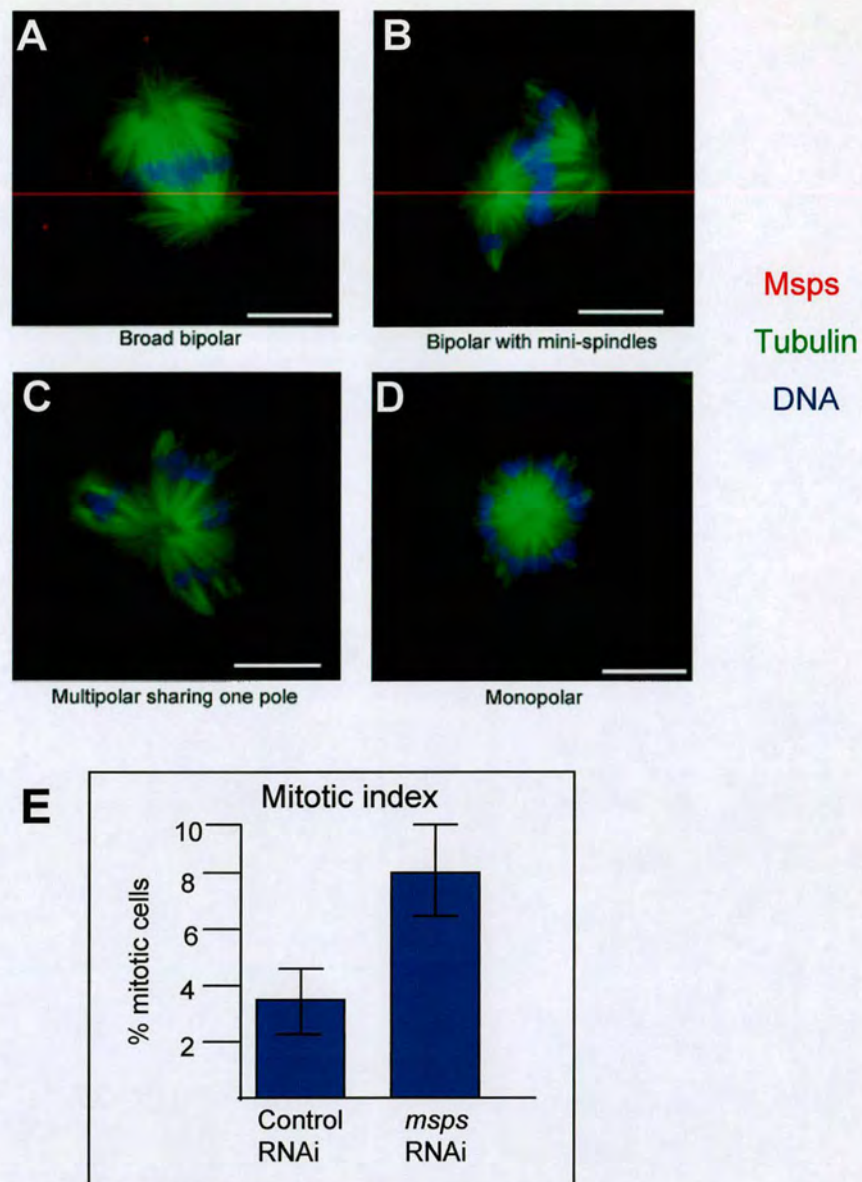 A
B
Broad bipolar
Bipolar with mini-spindles
Msps
Tubulin
DNA
C
D
Multipolar sharing one pole
Monopolar
E
Mitotic index
% mitotic cells
10
8
6
4
2
Control
RNAi
msps
RNAi